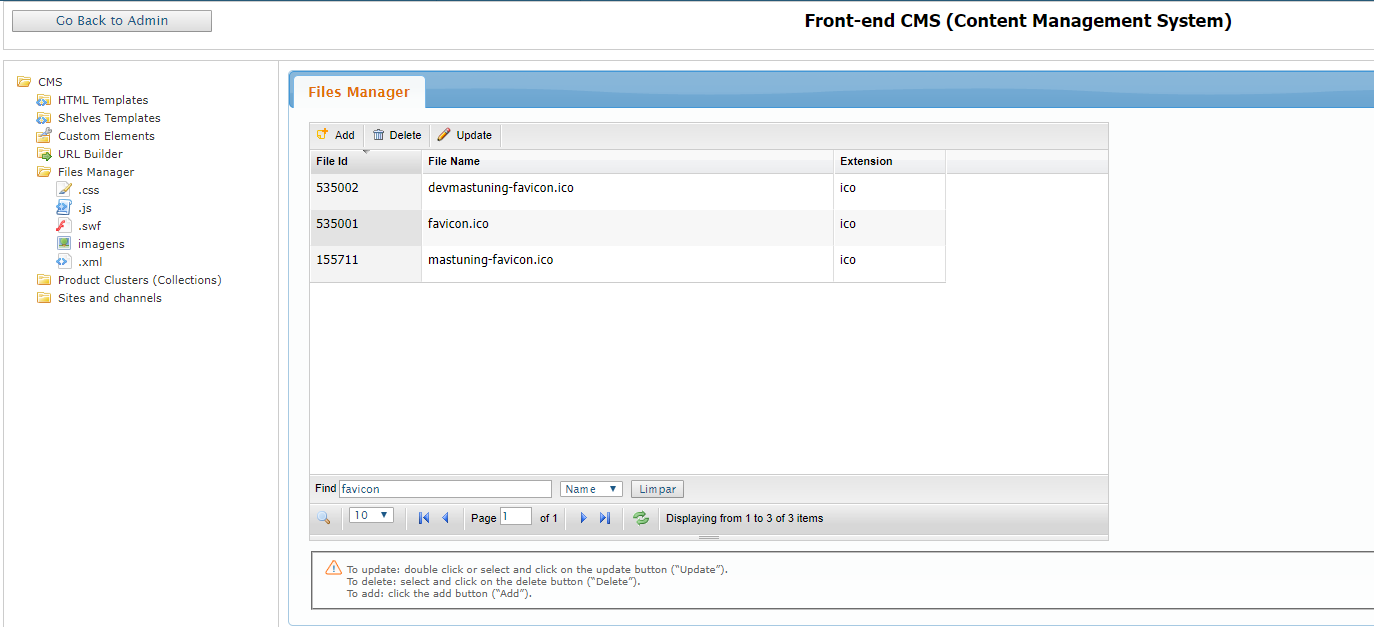 Go Back to Admin
Front-end CMS (Content Management System)
CMS
HTML Templates
Shelves Templates
Custom Elements
URL Builder
Files Manager
.css
.js
.swf
imagens
.xml
Product Clusters (Collections)
Sites and channels
Files Manager
Add Delete Update
File Id File Name Extension
535002 devmastuning-favicon.ico ico
535001 favicon.ico ico
155711 mastuning-favicon.ico ico
Find favicon Name Limpar
10 Page 1 of 1 Displaying from 1 to 3 of 3 items
To update: double click or select and click on the update button (“Update”).
To delete: select and click on the delete button (“Delete”).
To add: click the add button (“Add”).